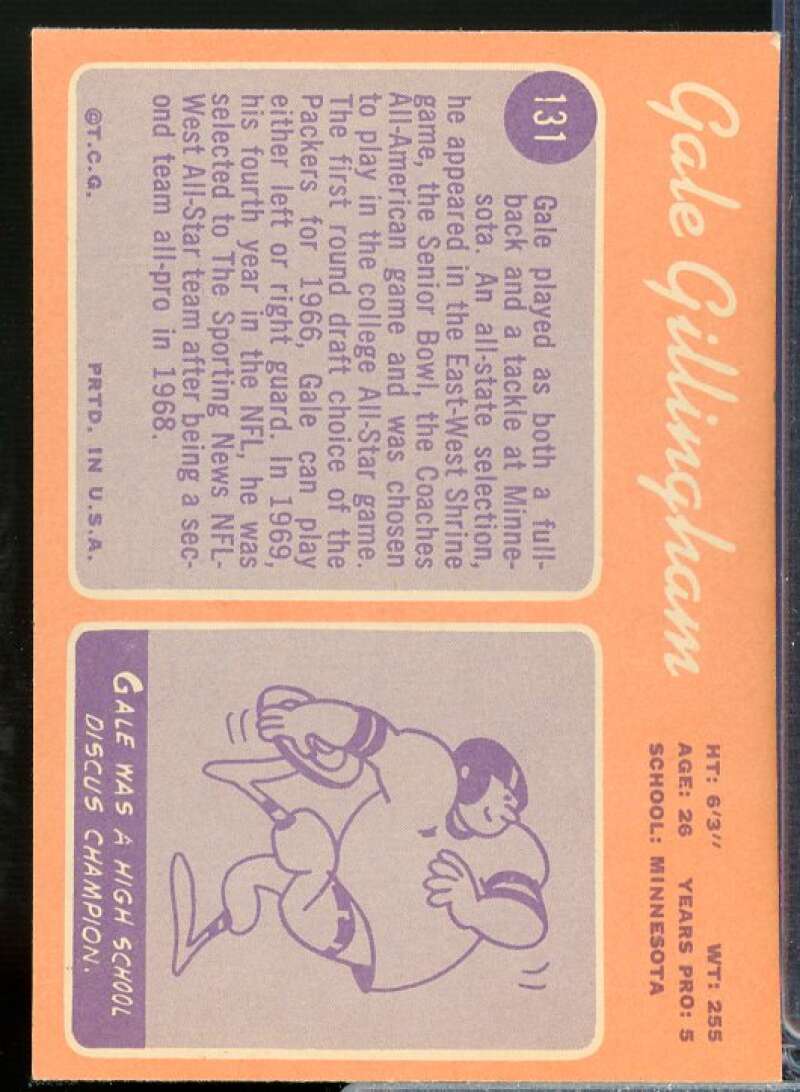 Gale Gillingham
HT: 6'3" WT: 255
AGE: 26 YEARS PRO: 5
SCHOOL: MINNESOTA
131
Gale played as both a full-
back and a tackle at Minne-
sota. An all-state selection,
he appeared in the East-West Shrine
game, the Senior Bowl, the Coaches
All-American game and was chosen
to play in the college All-Star game.
The first round draft choice of the
Packers for 1966, Gale can play
either left or right guard. In 1969,
his fourth year in the NFL, he was
selected to The Sporting News NFL-
West All-Star team after being a sec-
ond team all-pro in 1968.
©T.C.G. PRTD. IN U.S.A.
GALE WAS A HIGH SCHOOL
DISCUS CHAMPION.